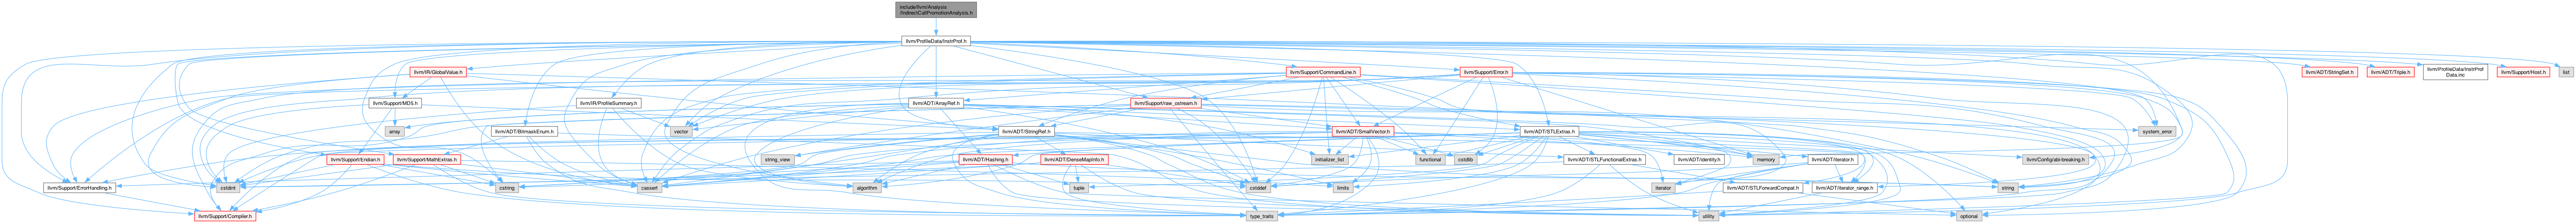 include/llvm/Analysis
/IndirectCallPromotionAnalysis.h
llvm/ProfileData/InstrProf.h
llvm/IR/GlobalValue.h
llvm/Support/CommandLine.h
llvm/Support/Error.h
llvm/ADT/StringSet.h
llvm/ADT/Triple.h
llvm/ProfileData/InstrProf
Data.inc
llvm/Support/Host.h
list
llvm/Support/MD5.h
llvm/IR/ProfileSummary.h
llvm/ADT/ArrayRef.h
llvm/Support/raw_ostream.h
array
llvm/ADT/BitmaskEnum.h
vector
llvm/ADT/StringRef.h
llvm/ADT/SmallVector.h
llvm/ADT/STLExtras.h
system_error
llvm/Support/Endian.h
llvm/Support/MathExtras.h
string_view
llvm/ADT/Hashing.h
llvm/ADT/DenseMapInfo.h
initializer_list
functional
cstdlib
llvm/ADT/STLFunctionalExtras.h
llvm/ADT/identity.h
memory
llvm/ADT/iterator.h
llvm/Config/abi-breaking.h
llvm/Support/ErrorHandling.h
cstdint
cstring
cassert
algorithm
tuple
cstddef
limits
iterator
llvm/ADT/STLForwardCompat.h
llvm/ADT/iterator_range.h
string
llvm/Support/Compiler.h
type_traits
utility
optional